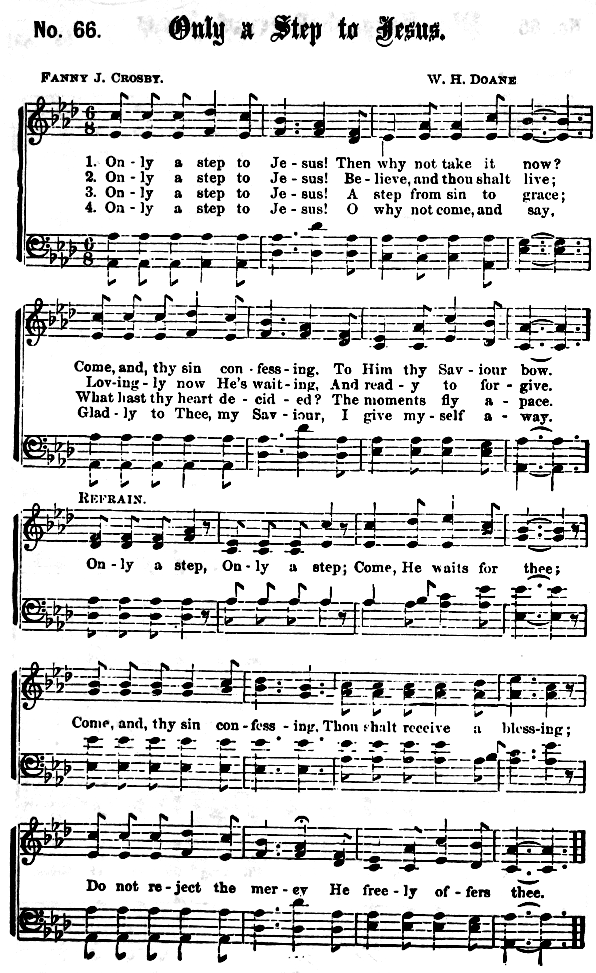 No. 66. Only a Step to Jesus.
FANNY J. CROSBY. W. H. DOANE
1. On-ly a step to Je-sus! Then why not take it now?
2. On-ly a step to Je-sus! Be-lieve, and thou shalt live;
3. On-ly a step to Je-sus! A step from sin to grace;
4. On-ly a step to Je-sus! O why not come, and say,
Come, and, thy sin con-fess-ing, To Him thy Sav-iour bow.
Lov-ing-ly now He's wait-ing, And read-y to for-give.
What hast thy heart de-cid-ed? The moments fly a-pace.
Glad-ly to Thee, my Sav-iour, I give my-self a-way.
REFRAIN.
On-ly a step, On-ly a step; Come, He waits for thee;
Come, and, thy sin con-fess-ing, Thou shalt receive a bless-ing;
Do not re-ject the mer-cy He free-ly of-fers thee.